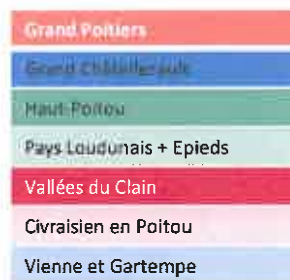 Grand Poitiers
Grand Châtellerault
Haut-Poitou
Pays Loudunais + Epieds
Vallées du Clain
Civraisien en Poitou
Vienne et Gartempe